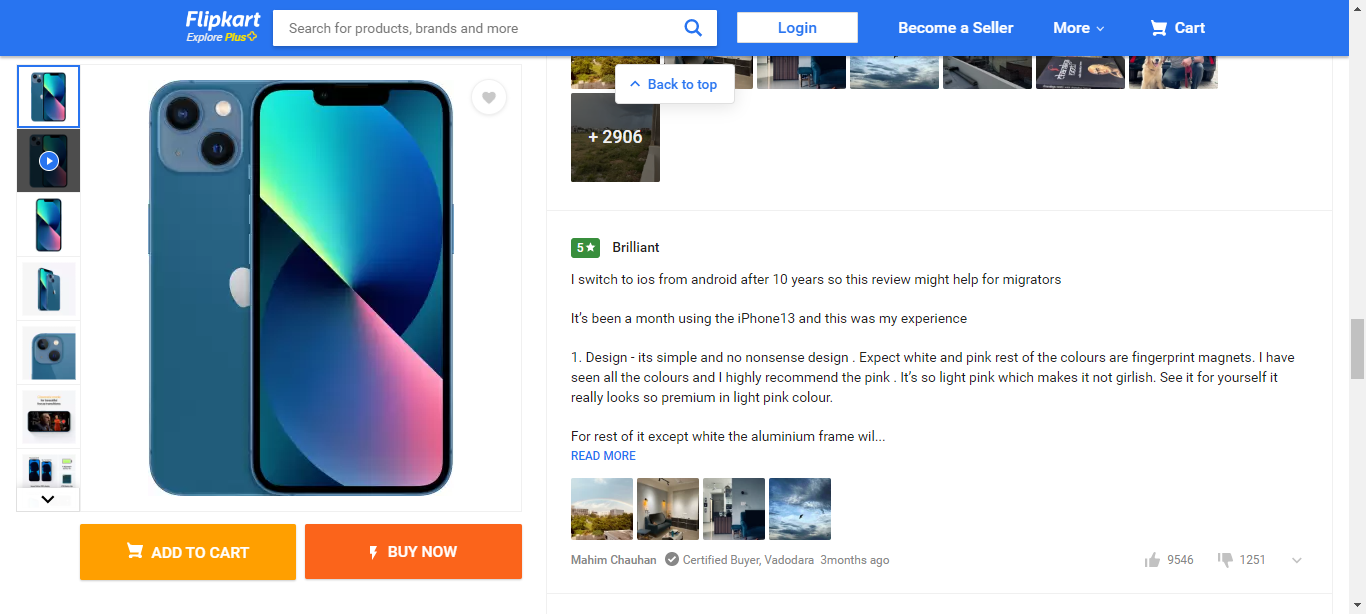 Flipkart
Explore Plus
Search for products, brands and more
Login
Become a Seller
More
Cart
Back to top
+ 2906
5★
Brilliant
I switch to ios from android after 10 years so this review might help for migrators
It’s been a month using the iPhone13 and this was my experience
1. Design - its simple and no nonsense design . Expect white and pink rest of the colours are fingerprint magnets. I have
seen all the colours and I highly recommend the pink . It’s so light pink which makes it not girlish. See it for yourself it
really looks so premium in light pink colour.
For rest of it except white the aluminium frame wil...
READ MORE
Mahim Chauhan
Certified Buyer, Vadodara
3months ago
9546
1251
ADD TO CART
BUY NOW